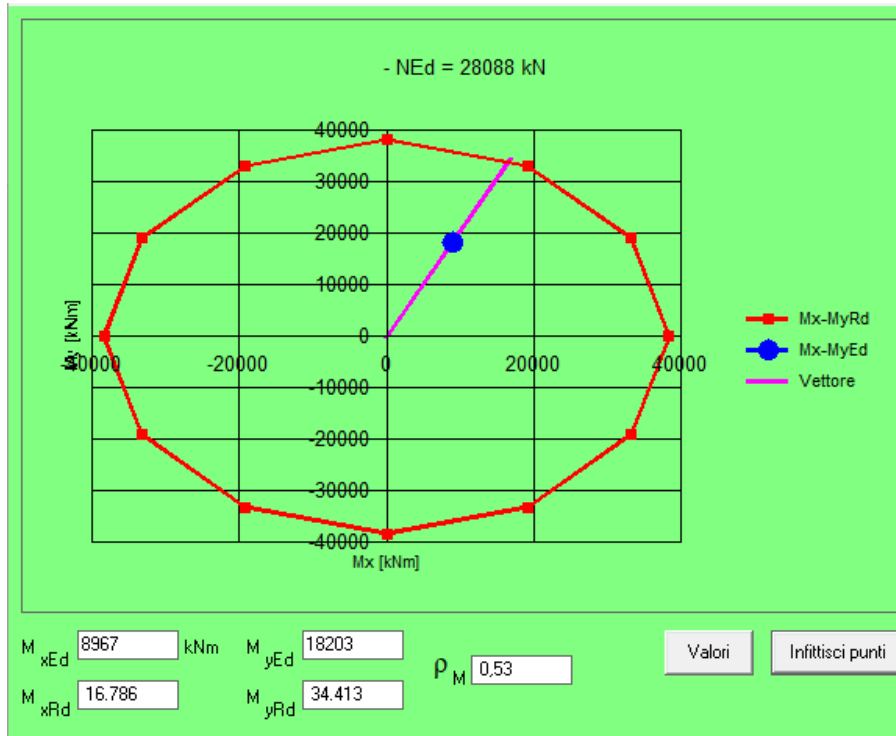 - NEd = 28088 kN
40000
30000
20000
10000
0
-40000 -20000 0 20000 40000
-10000
-20000
-30000
-40000
My [kNm]
Mx [kNm]
Mx-MyRd
Mx-MyEd
Vettore
M xEd 8967 kNm M yEd 18203
ρ M 0,53
Valori Infittisci punti
M xRd 16.786 M yRd 34.413